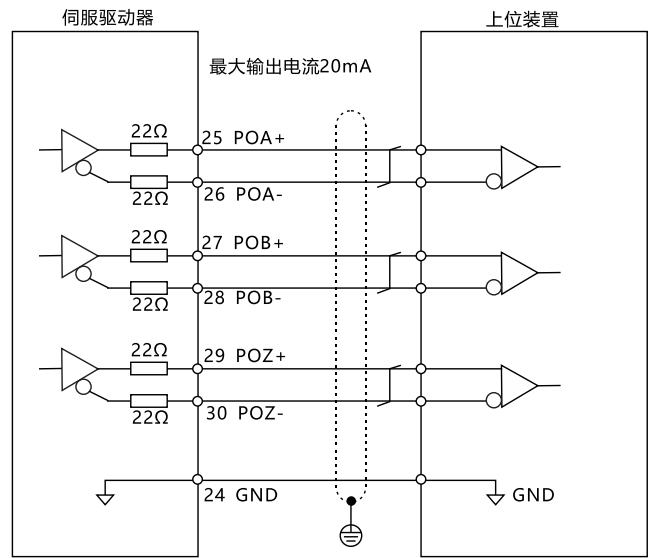 伺服驱动器
上位装置
最大输出电流20mA
22Ω
25 POA+
22Ω
26 POA-
22Ω
27 POB+
22Ω
28 POB-
22Ω
29 POZ+
22Ω
30 POZ-
24 GND
GND